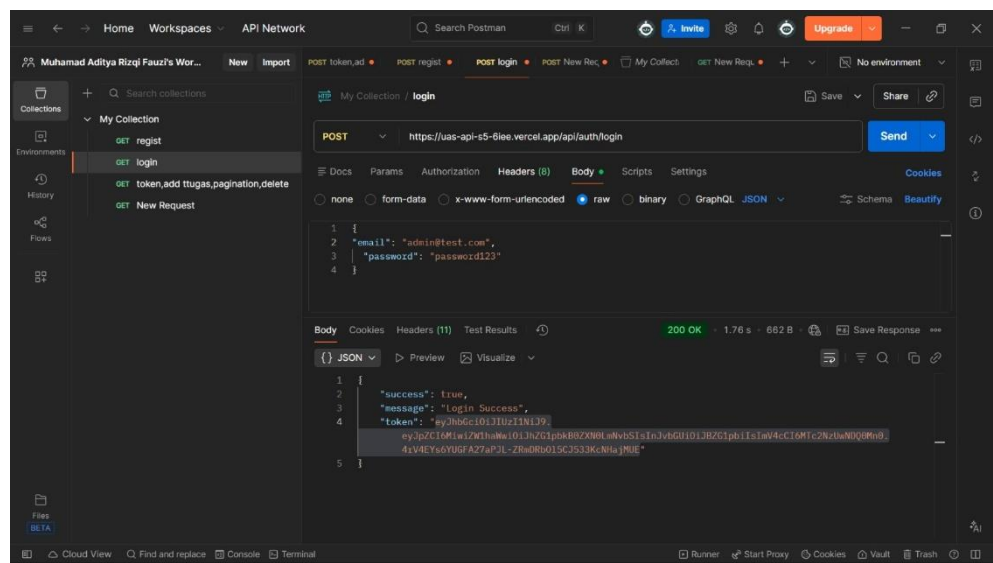 Home Workspaces API Network Search Postman Ctrl K Invite Upgrade
Muhamad Aditya Rizqi Fauzi's Wor... New Import POST token,ad POST regist POST login POST New Rec, My Collecti GET New Requ. No environment
Collections
Environments
History
Flows
Files
BETA
Search collections
My Collection
GET regist
GET login
GET token,add ttugas,pagination,delete
GET New Request
HTTP My Collection / login Save Share
POST https://uas-api-s5-6iee.vercel.app/api/auth/login Send
Docs Params Authorization Headers (8) Body Scripts Settings Cookies
none form-data x-www-form-urlencoded raw binary GraphQL JSON Schema Beautify
1 {
2 "email": "admin@test.com",
3 "password": "password123"
4 }
Body Cookies Headers (11) Test Results 200 OK 1.76 s 662 B Save Response
{} JSON Preview Visualize
1 {
2 "success": true,
3 "message": "Login Success",
4 "token": "eyJhbGciOiJIUzI1NiJ9.
5 }
AI
Cloud View Find and replace Console Terminal Runner Start Proxy Cookies Vault Trash